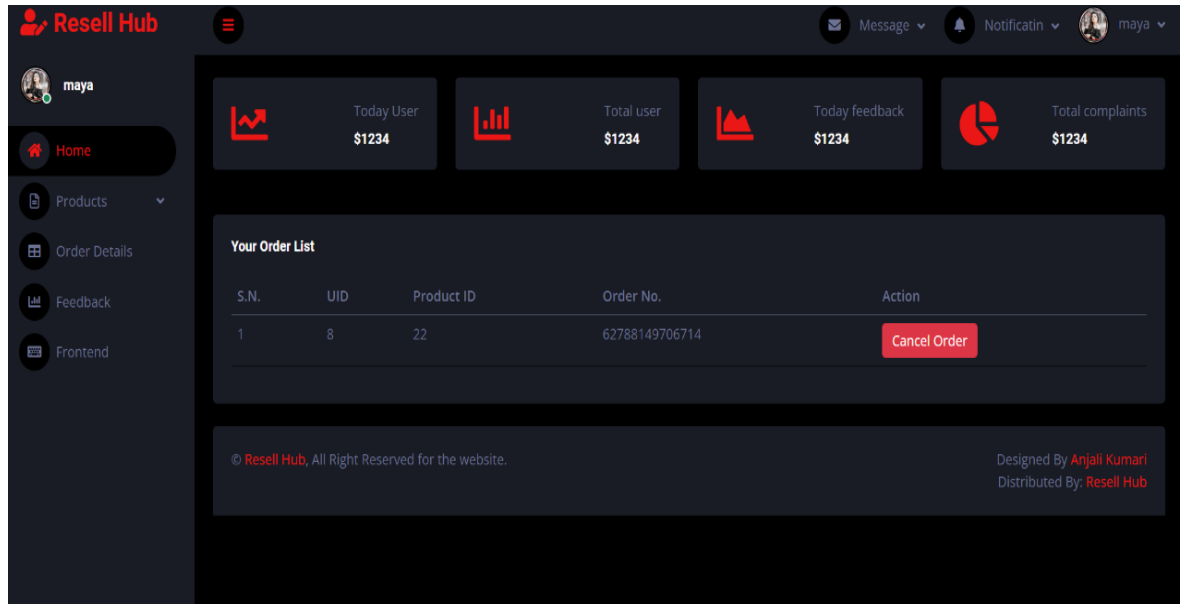 Resell Hub
Message
Notificatin
maya
maya
Home
Products
Order Details
Feedback
Frontend
Today User
$1234
Total user
$1234
Today feedback
$1234
Total complaints
$1234
Your Order List
S.N. UID Product ID Order No. Action
1 8 22 62788149706714 Cancel Order
© Resell Hub, All Right Reserved for the website.
Designed By Anjali Kumari
Distributed By: Resell Hub